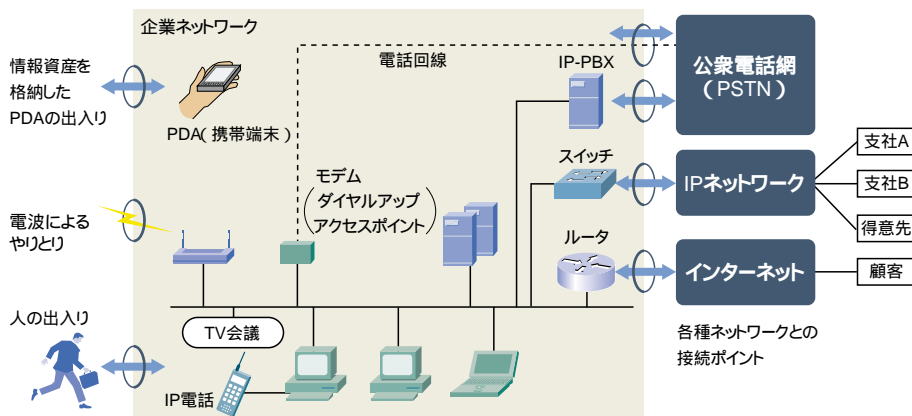 企業ネットワーク
情報資産を
格納した
PDAの出入り
PDA(携帯端末)
電話回線
IP-PBX
公衆電話網
(PSTN)
スイッチ
IPネットワーク
支社A
支社B
得意先
モデム
ダイヤルアップ
アクセスポイント
電波による
やりとり
ルータ
インターネット
顧客
人の出入り
TV会議
IP電話
各種ネットワークとの
接続ポイント